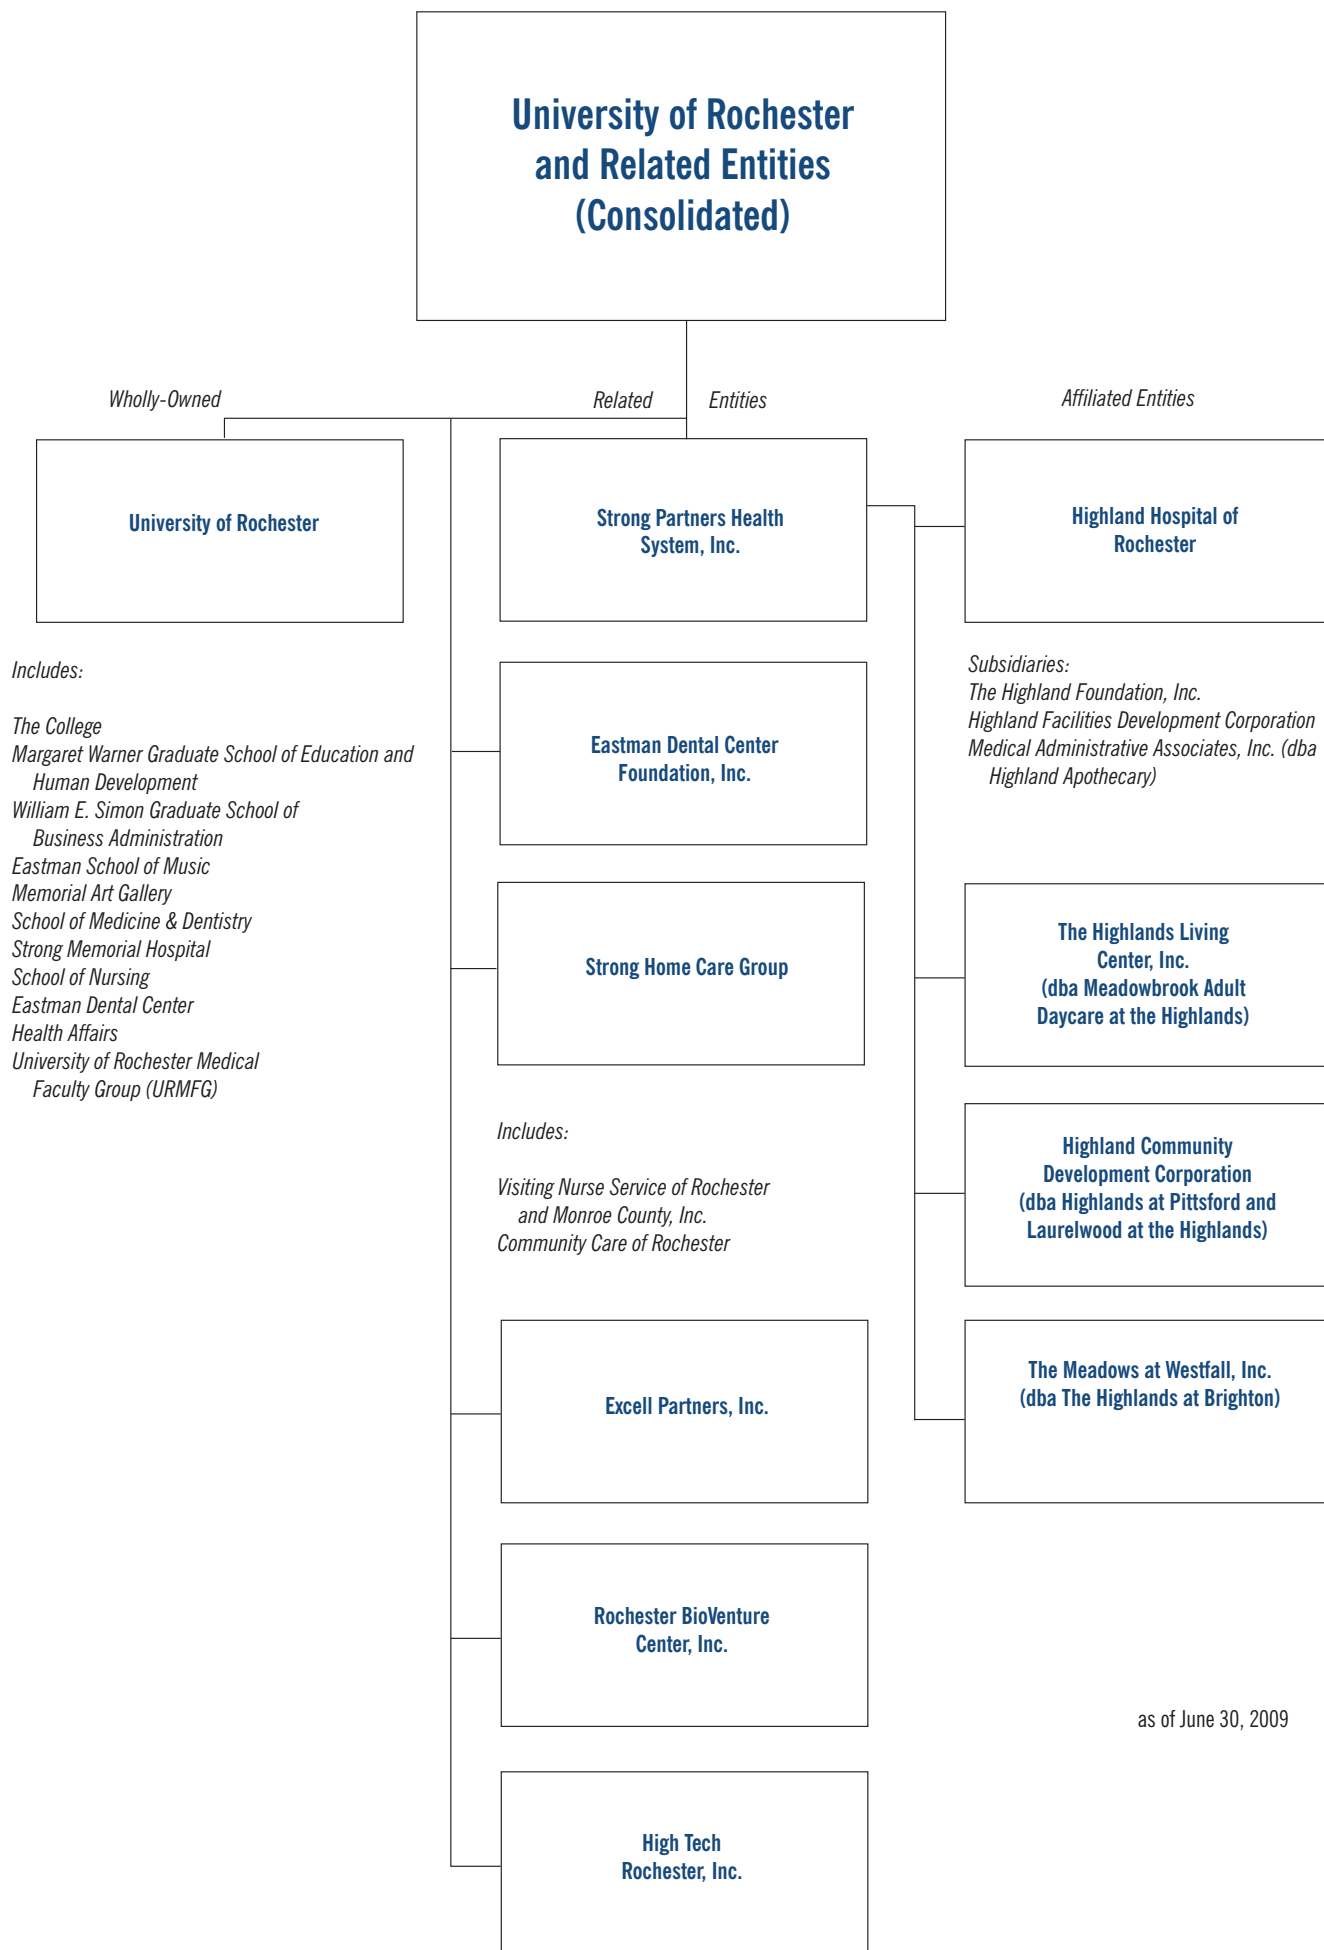 University of Rochester
and Related Entities
(Consolidated)
Wholly-Owned
Related Entities
Affiliated Entities
University of Rochester
Strong Partners Health
System, Inc.
Highland Hospital of
Rochester
Includes:
The College
Margaret Warner Graduate School of Education and
Human Development
William E. Simon Graduate School of
Business Administration
Eastman School of Music
Memorial Art Gallery
School of Medicine & Dentistry
Strong Memorial Hospital
School of Nursing
Eastman Dental Center
Health Affairs
University of Rochester Medical
Faculty Group (URMFG)
Eastman Dental Center
Foundation, Inc.
Strong Home Care Group
Includes:
Visiting Nurse Service of Rochester
and Monroe County, Inc.
Community Care of Rochester
Excell Partners, Inc.
Rochester BioVenture
Center, Inc.
High Tech
Rochester, Inc.
Subsidiaries:
The Highland Foundation, Inc.
Highland Facilities Development Corporation
Medical Administrative Associates, Inc. (dba
Highland Apothecary)
The Highlands Living
Center, Inc.
(dba Meadowbrook Adult
Daycare at the Highlands)
Highland Community
Development Corporation
(dba Highlands at Pittsford and
Laurelwood at the Highlands)
The Meadows at Westfall, Inc.
(dba The Highlands at Brighton)
as of June 30, 2009